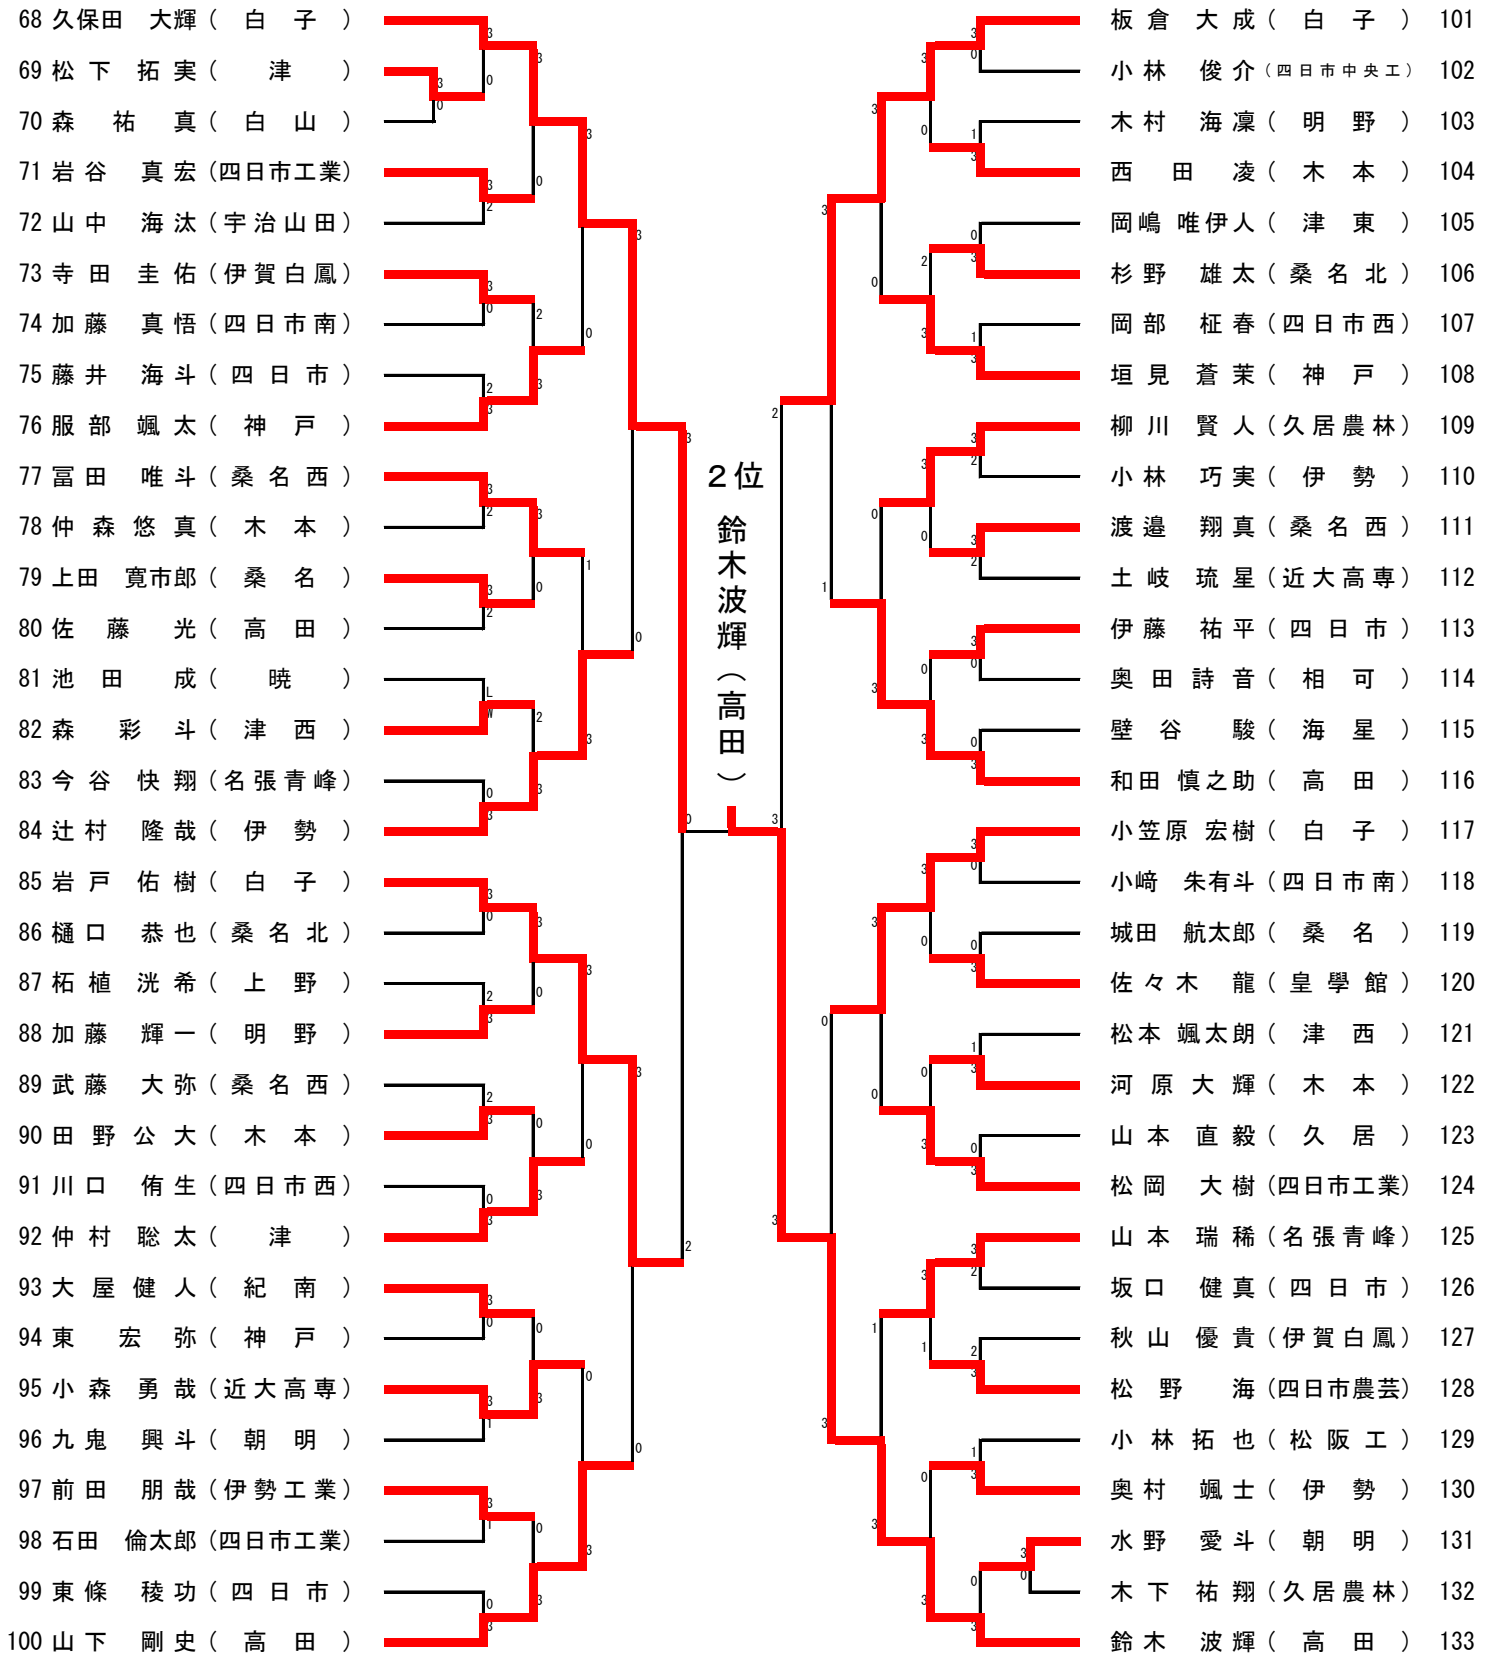 68 久保田 大輝 ( 白 子 )
69 松下 拓実 ( 津 )
70 森 祐真 ( 白 山 )
71 岩谷 真宏 (四日市工業)
72 山中 海汰 (宇治山田)
73 寺田 圭佑 (伊賀白鳳)
74 加藤 真悟 (四日市南)
75 藤井 海斗 ( 四 日 市 )
76 服部 颯太 ( 神 戸 )
77 冨田 唯斗 ( 桑 名 西 )
78 仲森悠真 ( 木 本 )
79 上田 寛市郎 ( 桑 名 )
80 佐藤 光 ( 高 田 )
81 池田 成 ( 暁 )
82 森 彩斗 ( 津 西 )
83 今谷 快翔 (名張青峰)
84 辻村 隆哉 ( 伊 勢 )
85 岩戸 佑樹 ( 白 子 )
86 樋口 恭也 ( 桑 名 北 )
87 柘植 洸希 ( 上 野 )
88 加藤 輝一 ( 明 野 )
89 武藤 大弥 ( 桑 名 西 )
90 田野公大 ( 木 本 )
91 川口 侑生 (四日市西)
92 仲村 聡太 ( 津 )
93 大屋健人 ( 紀 南 )
94 東 宏弥 ( 神 戸 )
95 小森 勇哉 (近大高専)
96 九鬼 興斗 ( 朝 明 )
97 前田 朋哉 (伊勢工業)
98 石田 倫太郎 (四日市工業)
99 東條 稜功 ( 四 日 市 )
100 山下 剛史 ( 高 田 )
2位
鈴木波輝(高田)
板倉大成 ( 白 子 ) 101
小林 俊介 (四日市中央工) 102
木村 海凜 ( 明 野 ) 103
西田 凌 ( 木 本 ) 104
岡嶋 唯伊人 ( 津 東 ) 105
杉野 雄太 ( 桑 名 北 ) 106
岡部 柾春 (四日市西) 107
垣見 蒼茉 ( 神 戸 ) 108
柳川 賢人 (久居農林) 109
小林 巧実 ( 伊 勢 ) 110
渡邉 翔真 ( 桑 名 西 ) 111
土岐 琉星 (近大高専) 112
伊藤 祐平 ( 四 日 市 ) 113
奥田詩音 ( 相 可 ) 114
壁谷 駿 ( 海 星 ) 115
和田 慎之助 ( 高 田 ) 116
小笠原 宏樹 ( 白 子 ) 117
小﨑 朱有斗 (四日市南) 118
城田 航太郎 ( 桑 名 ) 119
佐々木 龍 ( 皇 學 館 ) 120
松本 颯太朗 ( 津 西 ) 121
河原大輝 ( 木 本 ) 122
山本 直毅 ( 久 居 ) 123
松岡 大樹 (四日市工業) 124
山本 瑞稀 (名張青峰) 125
坂口 健真 ( 四 日 市 ) 126
秋山 優貴 (伊賀白鳳) 127
松野 海 (四日市農芸) 128
小林拓也 ( 松 阪 工 ) 129
奥村 颯士 ( 伊 勢 ) 130
水野 愛斗 ( 朝 明 ) 131
木下 祐翔 (久居農林) 132
鈴木 波輝 ( 高 田 ) 133